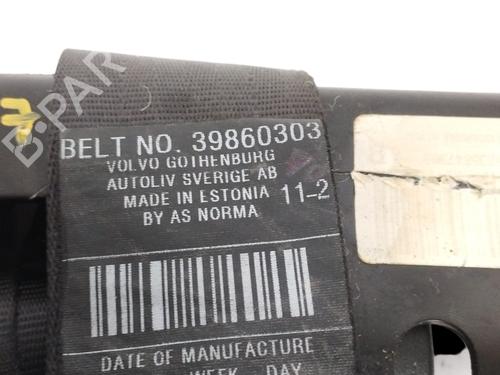 B-PARTS
BELT NO. 39860303
VOLVO GOTHENBURG
AUTOLIV SVERIGE AB
MADE IN ESTONIA 11-2
BY AS NORMA
DATE OF MANUFACTURE
WEEK DAY